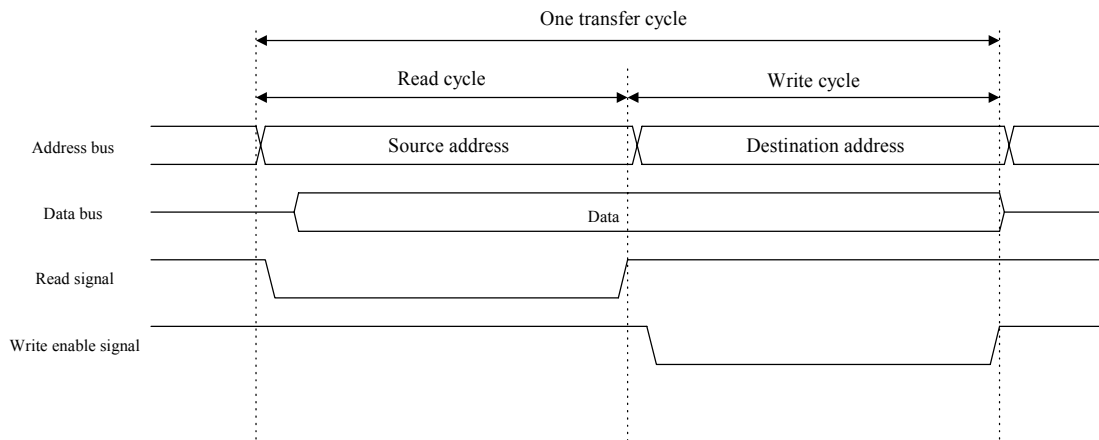 One transfer cycle
Read cycle
Write cycle
Address bus
Source address
Destination address
Data bus
Data
Read signal
Write enable signal